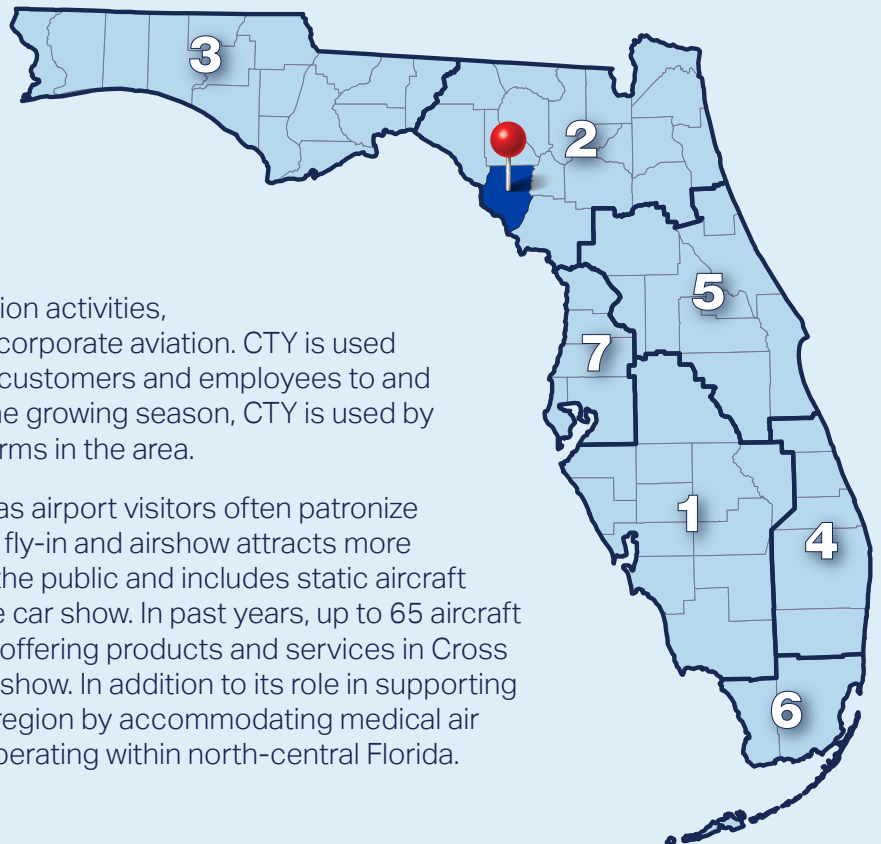 3
2
5
7
1
4
6
ion activities,
corporate aviation. CTY is used
customers and employees to and
ne growing season, CTY is used by
rms in the area.
as airport visitors often patronize
fly-in and airshow attracts more
the public and includes static aircraft
e car show. In past years, up to 65 aircraft
offering products and services in Cross
show. In addition to its role in supporting
region by accommodating medical air
perating within north-central Florida.